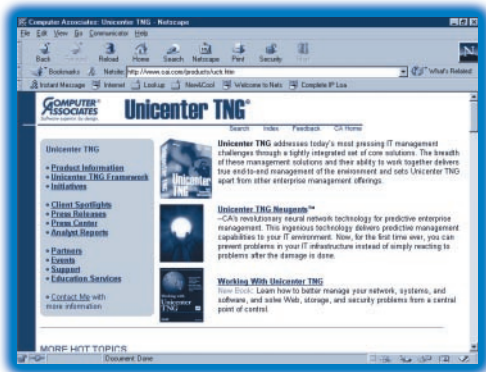 Computer Associates: Unicenter TNG - Netscape
File Edit View Go Communicator Help
Back Reload Home Search Netscape Print Security
Bookmarks Netsite: http://www.cai.com/products/uck.htm What's Related
Instant Message Internet Lookup New&Cool Welcome to Nets Complete IP Loo
COMPUTER ASSOCIATES
Software superior by design.
Unicenter TNG®
Search Index Feedback CA Home
Unicenter TNG
• Product Information
• Unicenter TNG Framework
• Initiatives
• Client Spotlights
• Press Releases
• Press Center
• Analyst Reports
• Partners
• Events
• Support
• Education Services
• Contact Me with
more information
Unicenter TNG
Unicenter TNG addresses today's most pressing IT management
challenges through a tightly integrated set of core solutions. The breadth
of these management solutions and their ability to work together delivers
true end-to-end management of the environment and sets Unicenter TNG
apart from other enterprise management offerings.
Unicenter TNG Neugents™
–CA's revolutionary neural network technology for predictive enterprise
management. This ingenious technology delivers predictive management
capabilities to your IT environment. Now, for the first time ever, you can
prevent problems in your IT infrastructure instead of simply reacting to
problems after the damage is done.
Working With Unicenter TNG
New Book: Learn how to better manage your network, systems, and
software, and solve Web, storage, and security problems from a central
point of control.
MORE HOT TOPICS
Document: Done